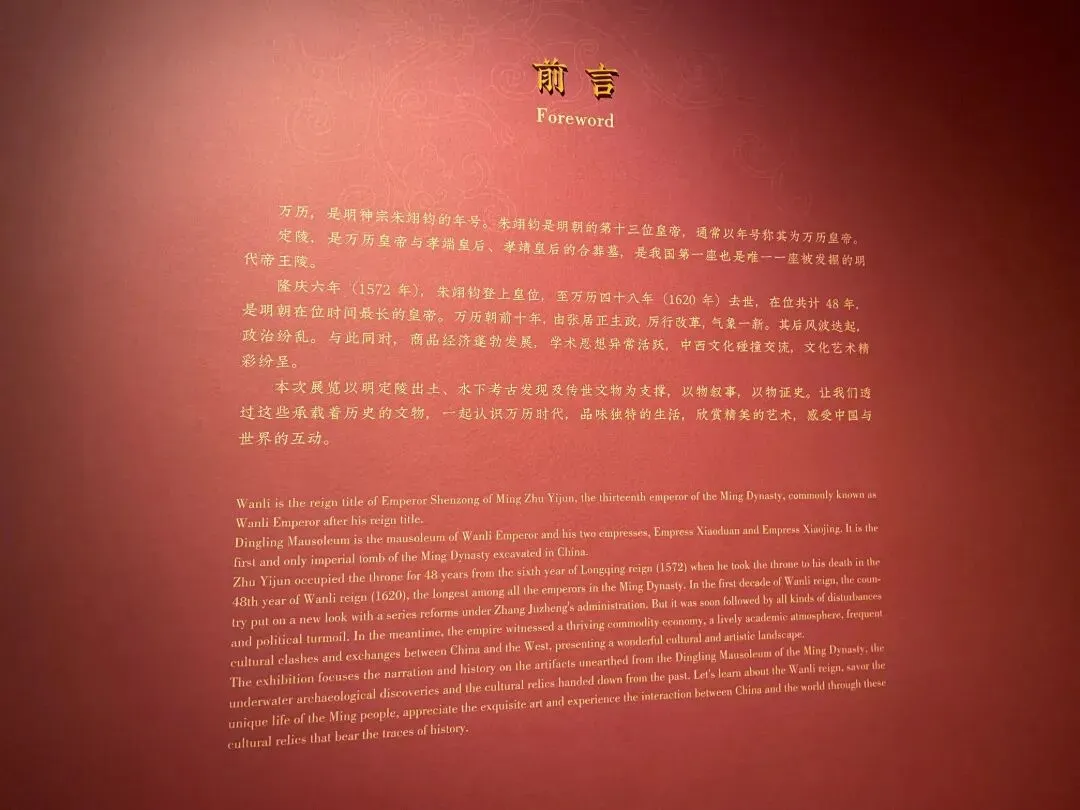 前言
Foreword
万历，是明神宗朱翊钧的年号。朱翊钧是明朝的第十三位皇帝，通常以年号称其为万历皇帝。
定陵，是万历皇帝与孝端皇后、孝靖皇后的合葬墓，是我国第一座也是唯一一座被发掘的明
代帝王陵。
隆庆六年（1572 年），朱翊钧登上皇位，至万历四十八年（1620 年）去世，在位共计 48 年，
是明朝在位时间最长的皇帝。万历朝前十年，由张居正主政，厉行改革，气象一新。其后风波迭起，
政治纷乱。与此同时，商品经济蓬勃发展，学术思想异常活跃，中西文化碰撞交流，文化艺术精
彩纷呈。
本次展览以明定陵出土、水下考古发现及传世文物为支撑，以物叙事，以物证史。让我们透
过这些承载着历史的文物，一起认识万历时代，品味独特的生活，欣赏精美的艺术，感受中国与
世界的互动。
Wanli is the reign title of Emperor Shenzong of Ming Zhu Yijun, the thirteenth emperor of the Ming Dynasty, commonly known as
Wanli Emperor after his reign title.
Dingling Mausoleum is the mausoleum of Wanli Emperor and his two empresses, Empress Xiaoduan and Empress Xiaojing. It is the
first and only imperial tomb of the Ming Dynasty excavated in China.
Zhu Yijun occupied the throne for 48 years from the sixth year of Longqing reign (1572) when he took the throne to his death in the
48th year of Wanli reign (1620), the longest among all the emperors in the Ming Dynasty. In the first decade of Wanli reign, the coun-
try put on a new look with a series reforms under Zhang Juzheng's administration. But it was soon followed by all kinds of disturbances
and political turmoil. In the meantime, the empire witnessed a thriving commodity economy, a lively academic atmosphere, frequent
cultural clashes and exchanges between China and the West, presenting a wonderful cultural and artistic landscape.
The exhibition focuses the narration and history on the artifacts unearthed from the Dingling Mausoleum of the Ming Dynasty, the
underwater archaeological discoveries and the cultural relics handed down from the past. Let's learn about the Wanli reign, savor the
unique life of the Ming people, appreciate the exquisite art and experience the interaction between China and the world through these
cultural relics that bear the traces of history.